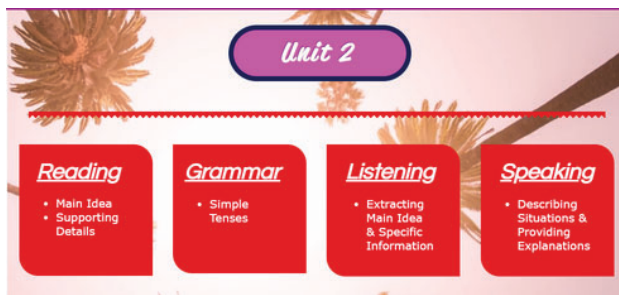 Unit 2
Reading
• Main Idea
• Supporting
Details
Grammar
• Simple
Tenses
Listening
• Extracting
Main Idea
& Specific
Information
Speaking
• Describing
Situations &
Providing
Explanations